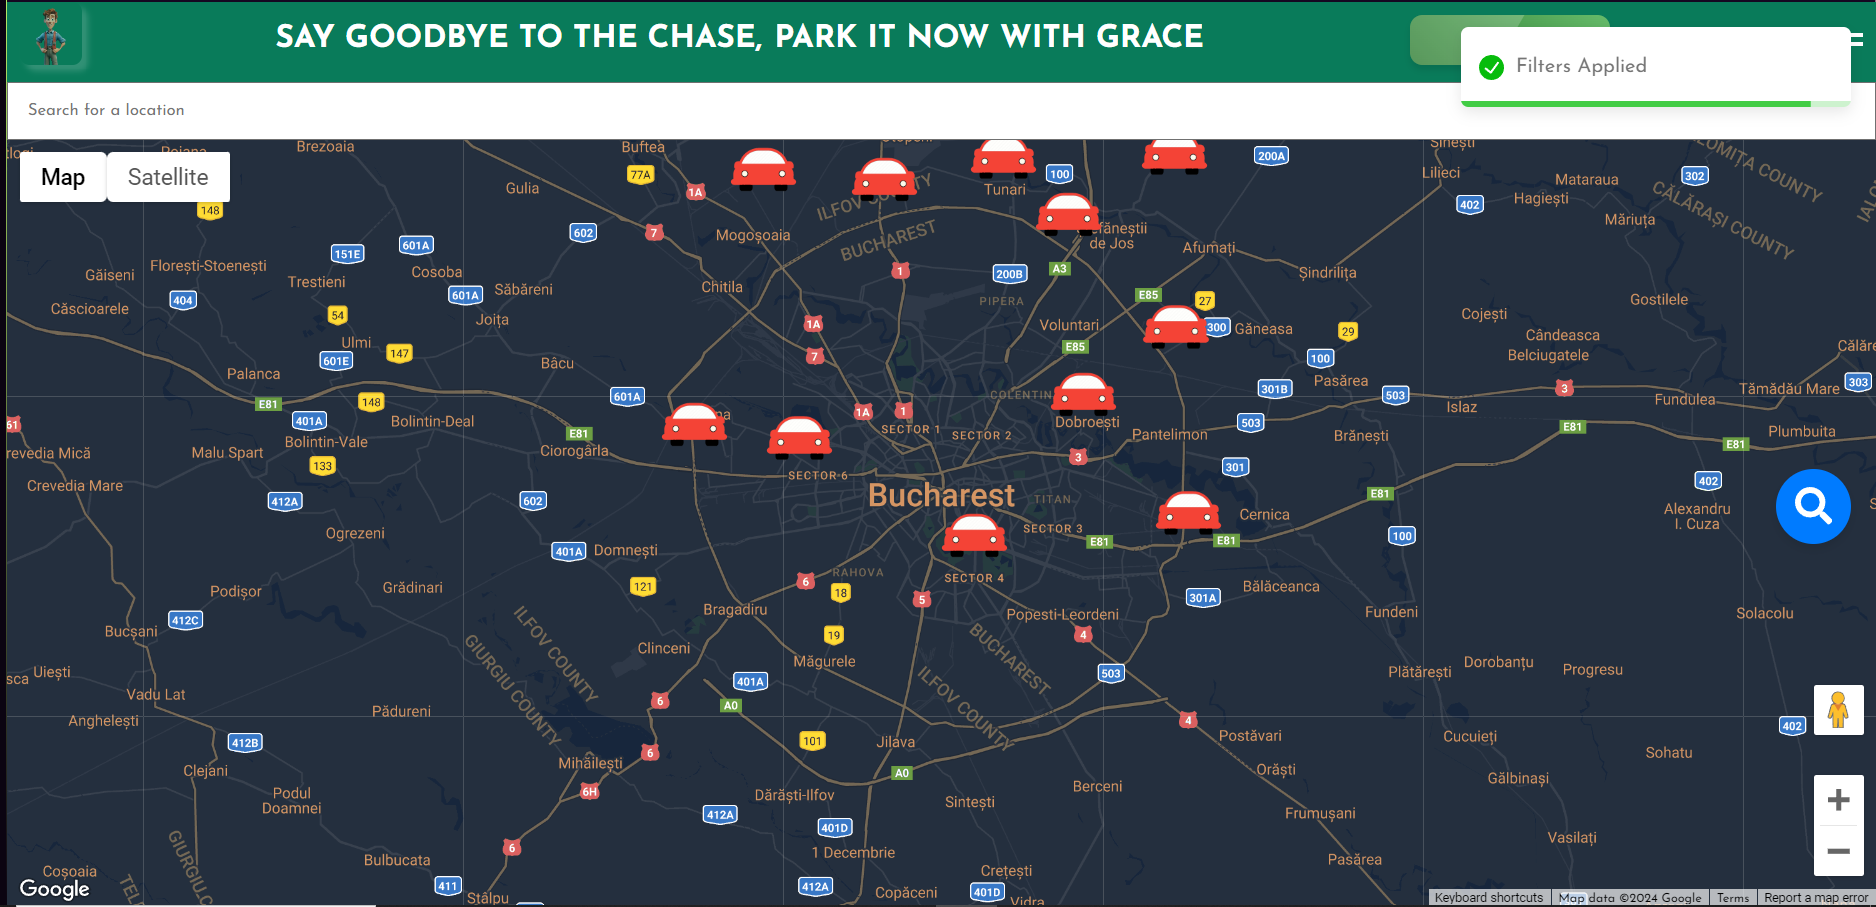 SAY GOODBYE TO THE CHASE, PARK IT NOW WITH GRACE
Filters Applied
Search for a location
Map
Satellite
Brezoaia
Buftea
77A
1A
Gulia
148
602
7
Mogoșoaia
ILFOV
BUCHAREST
Tunari
100
200A
Lilieci
402
Hagiești
Mataraua
302
Măriuța
CĂLĂRAȘI COUNTY
de Jos
Afumați
Șindrilița
151E
601A
Găiseni
Florești-Stoenești
Trestieni
Cosoba
404
601A
Săbăreni
Chitila
1
200B
A3
PIPERA
E85
27
Căscioarele
54
Joița
1A
Voluntari
300
Găneasa
29
Cojești
Gostilele
Cândeasca
Belciugatele
Ulmi
601E
147
7
E85
100
Bâcu
Palanca
E81
148
601A
301B
Pasărea
503
3
Tămădău Mare
303
Islaz
Fundulea
401A
Bolintin-Deal
1A
1
SECTOR 1
SECTOR 2
Dobroești
503
Pantelimon
Brănești
E81
Plumbuita
E81
61
Bolintin-Vale
E81
Ciorogârla
Malu Spart
133
3
301
Crevedia Mare
412A
602
SECTOR 6
Bucharest
TITAN
E81
402
Alexandru
I. Cuza
SECTOR 3
Cernica
Ogrezeni
401A
Domnești
E81
E81
100
RAHOVA
SECTOR 4
Grădinari
121
6
18
5
Bălăceanca
301A
Podișor
Bragadiru
Popesti-Leordeni
Fundeni
Solacolu
412C
Bucșani
19
4
Clinceni
Măgurele
BUCHAREST
ILFOV COUNTY
GIURGIU COUNTY
ILFOV COUNTY
Uiești
Vadu Lat
401A
503
Plătărești
Dorobanțu
Progresu
Anghelești
Pădureni
6
A0
4
402
412B
101
Jilava
Postăvari
Cucuieți
Sohatu
6
Mihăilești
Clejani
A0
Orăști
Gălbinași
Podul
Doamnei
6H
Dărăști-Ilfov
Sintești
Berceni
412A
401D
Frumușani
Vasilați
6
1 Decembrie
Bulbucata
Pasărea
Coșoaia
Google
411
Stâlpu
412A
Copăceni
Crețești
401D
Vidra
Keyboard shortcuts
Map data ©2024 Google
Terms
Report a map error